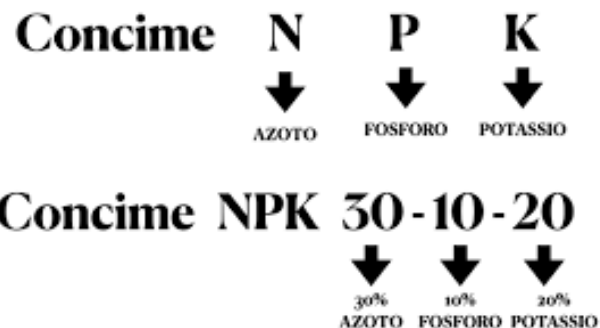 Concime N P K
AZOTO FOSFORO POTASSIO
Concime NPK 30-10-20
30% 10% 20%
AZOTO FOSFORO POTASSIO